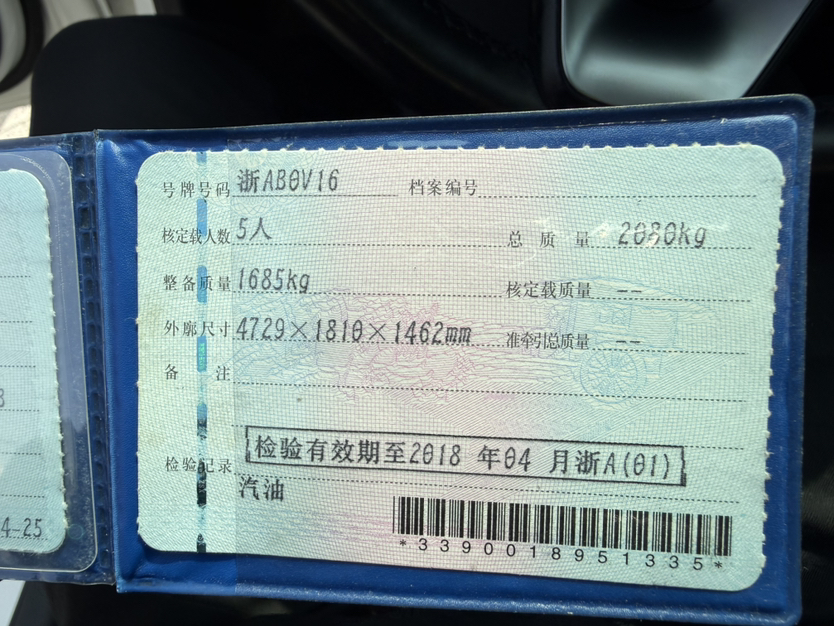 号牌号码 浙AB0V16 档案编号
核定载人数 5人 总质量 2080kg
整备质量 1685kg 核定载质量 --
外廓尺寸 4729×1810×1462mm 准牵引总质量 --
备注
检验记录 检验有效期至2018 年04 月浙A(01)
汽油
*3390018951335*
4-25